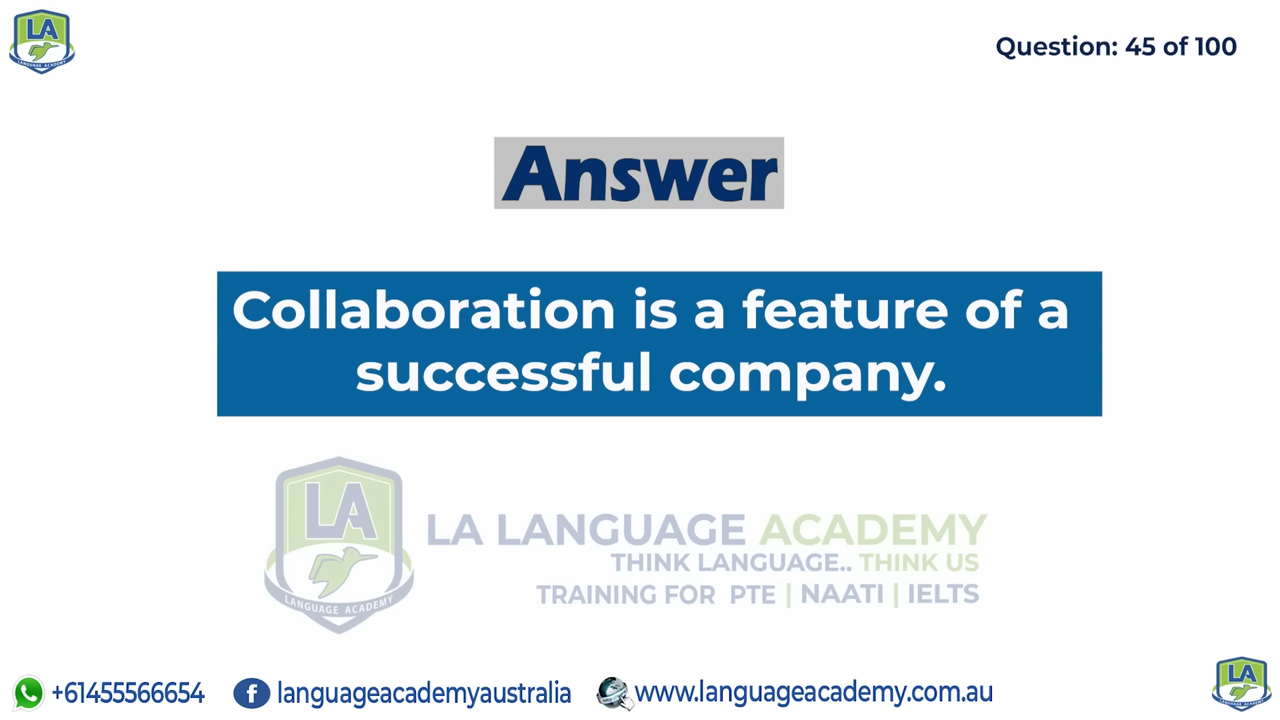 LA
LANGUAGE ACADEMY
Question: 45 of 100
Answer
Collaboration is a feature of a
successful company.
LA
LANGUAGE ACADEMY
LA LANGUAGE ACADEMY
THINK LANGUAGE.. THINK US
TRAINING FOR PTE | NAATI | IELTS
+61455566654
languageacademyaustralia
www.languageacademy.com.au
LA
LANGUAGE ACADEMY